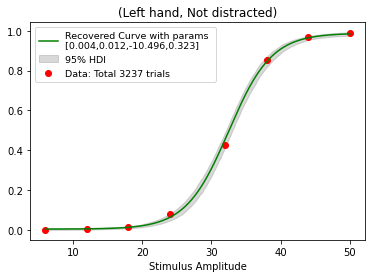 (Left hand, Not distracted)
Recovered Curve with params
[0.004,0.012,-10.496,0.323]
95% HDI
Data: Total 3237 trials
1.0
0.8
0.6
0.4
0.2
0.0
10 20 30 40 50
Stimulus Amplitude